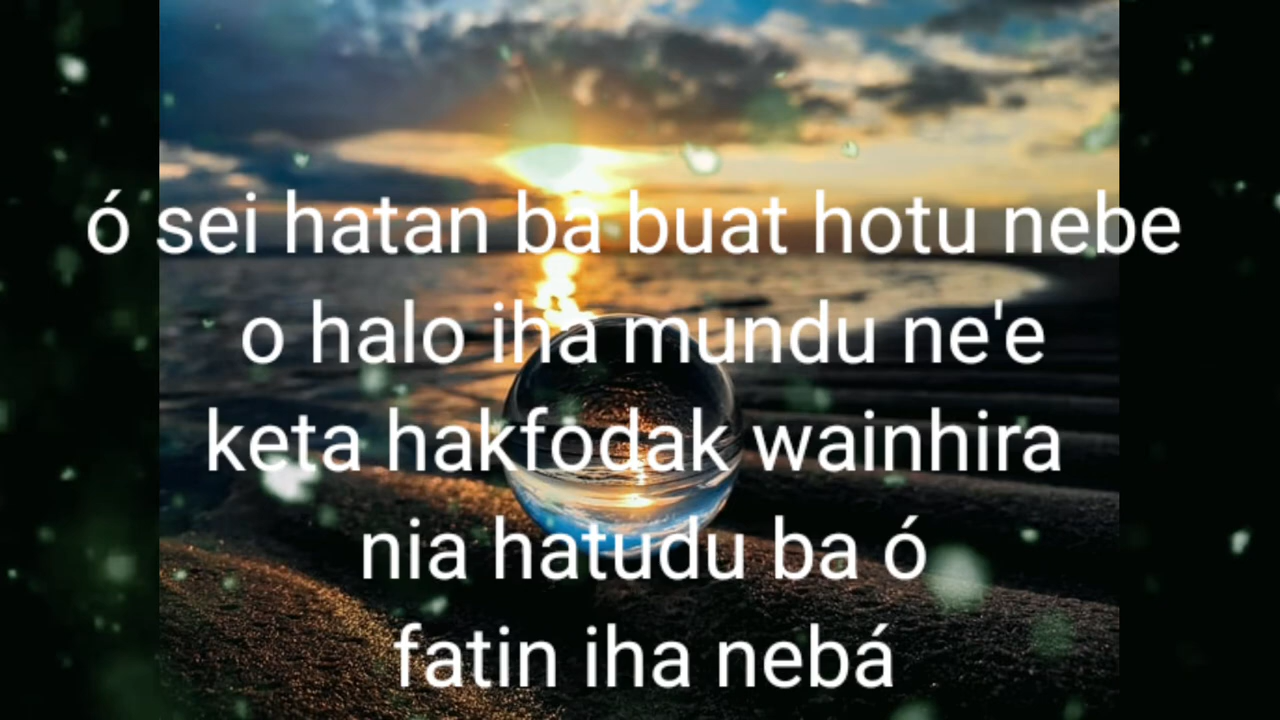 ó sei hatan ba buat hotu nebe
o halo iha mundu ne'e
keta hakfodak wainhira
nia hatudu ba ó
fatin iha nebá